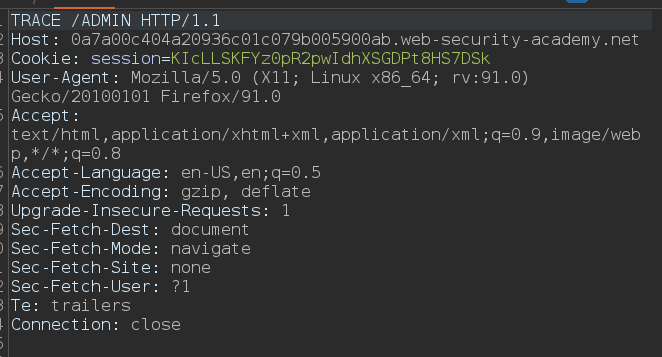 TRACE /ADMIN HTTP/1.1
2 Host: 0a7a00c404a20936c01c079b005900ab.web-security-academy.net
3 Cookie: session=KIcLLSKFYz0pR2pwIdhXSGDPt8HS7DSk
4 User-Agent: Mozilla/5.0 (X11; Linux x86_64; rv:91.0)
Gecko/20100101 Firefox/91.0
5 Accept:
text/html,application/xhtml+xml,application/xml;q=0.9,image/web
p,*/*;q=0.8
6 Accept-Language: en-US,en;q=0.5
7 Accept-Encoding: gzip, deflate
8 Upgrade-Insecure-Requests: 1
9 Sec-Fetch-Dest: document
0 Sec-Fetch-Mode: navigate
1 Sec-Fetch-Site: none
2 Sec-Fetch-User: ?1
3 Te: trailers
4 Connection: close
5